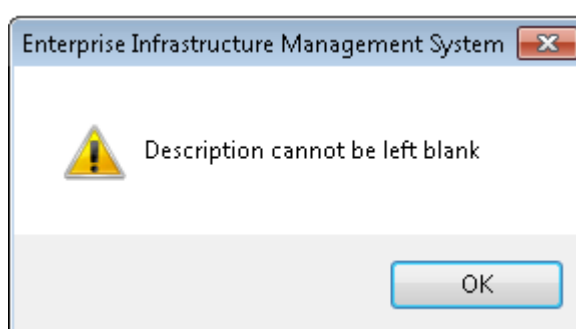 Enterprise Infrastructure Management System
Description cannot be left blank
OK